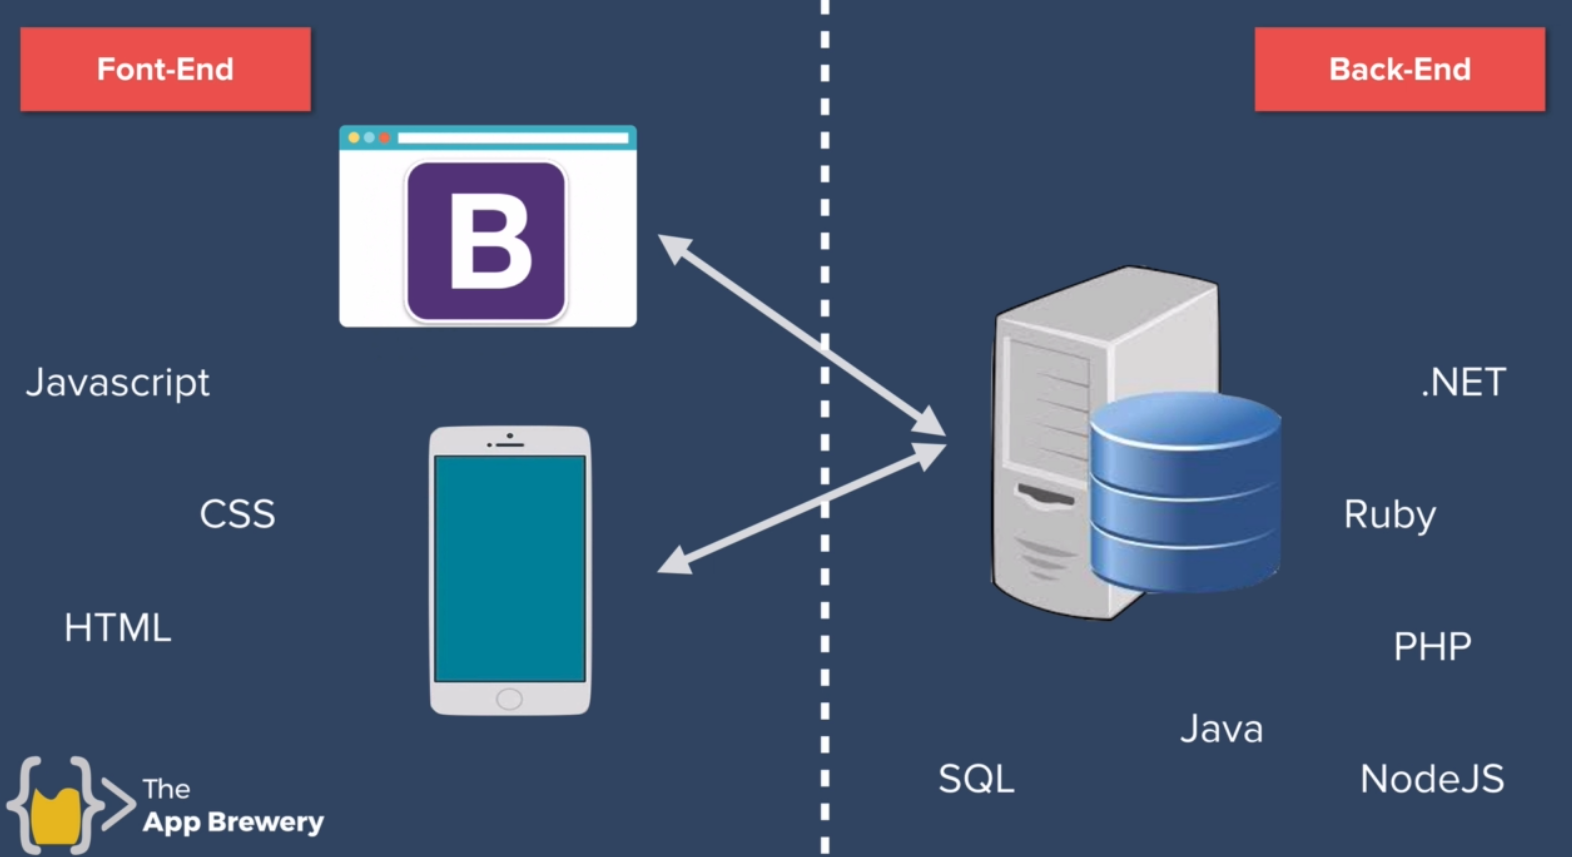 Font-End
Back-End
B
Javascript
.NET
CSS
Ruby
HTML
PHP
Java
SQL
NodeJS
The
App Brewery